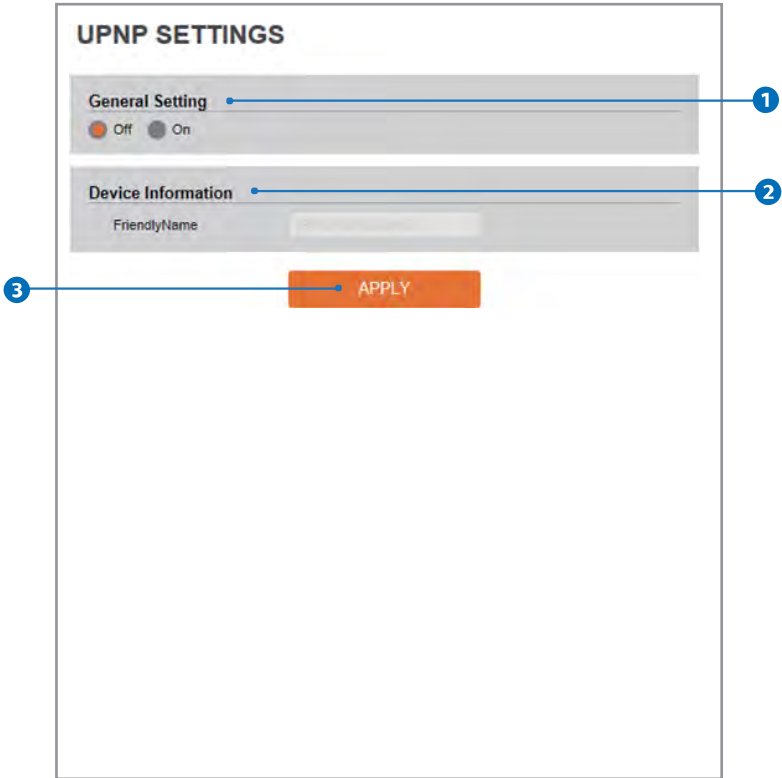 UPNP SETTINGS
General Setting
1
Off On
Device Information
2
FriendlyName
3
APPLY